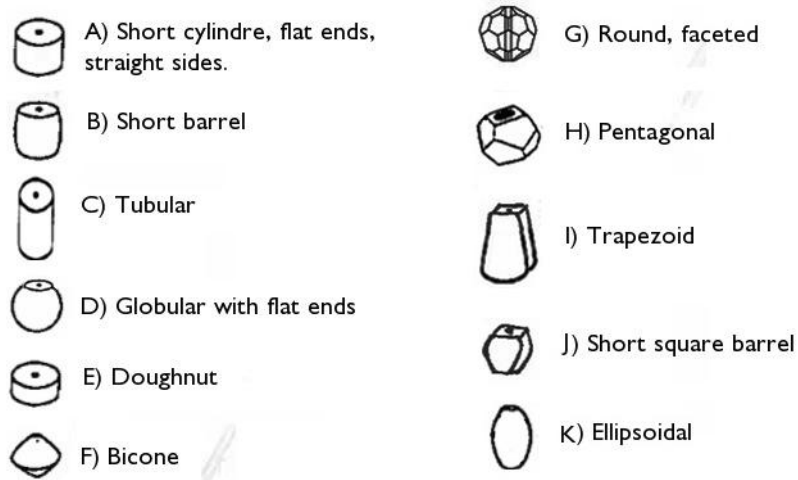 A) Short cylindre, flat ends,
straight sides.
B) Short barrel
C) Tubular
D) Globular with flat ends
E) Doughnut
F) Bicone
G) Round, faceted
H) Pentagonal
I) Trapezoid
J) Short square barrel
K) Ellipsoidal